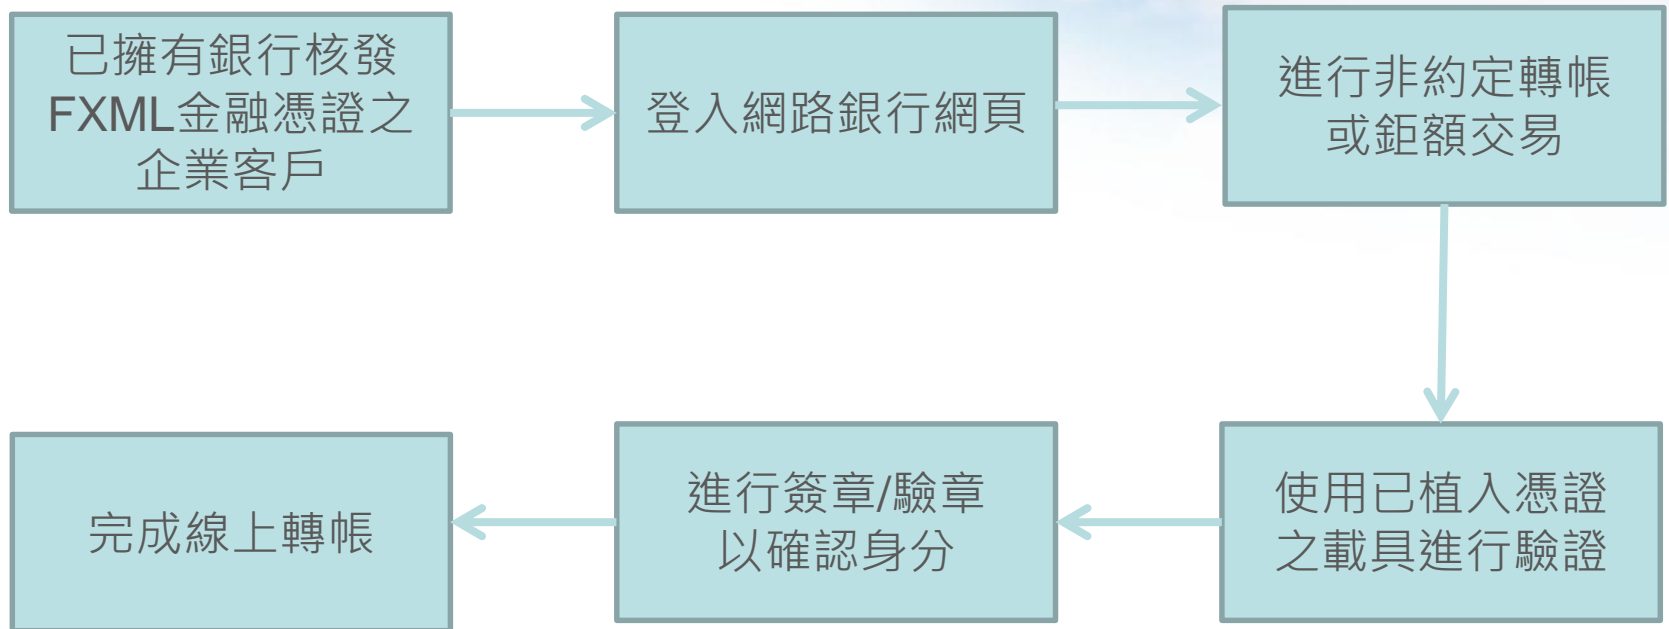 已擁有銀行核發
FXML金融憑證之
企業客戶
登入網路銀行網頁
進行非約定轉帳
或鉅額交易
使用已植入憑證
之載具進行驗證
進行簽章/驗章
以確認身分
完成線上轉帳